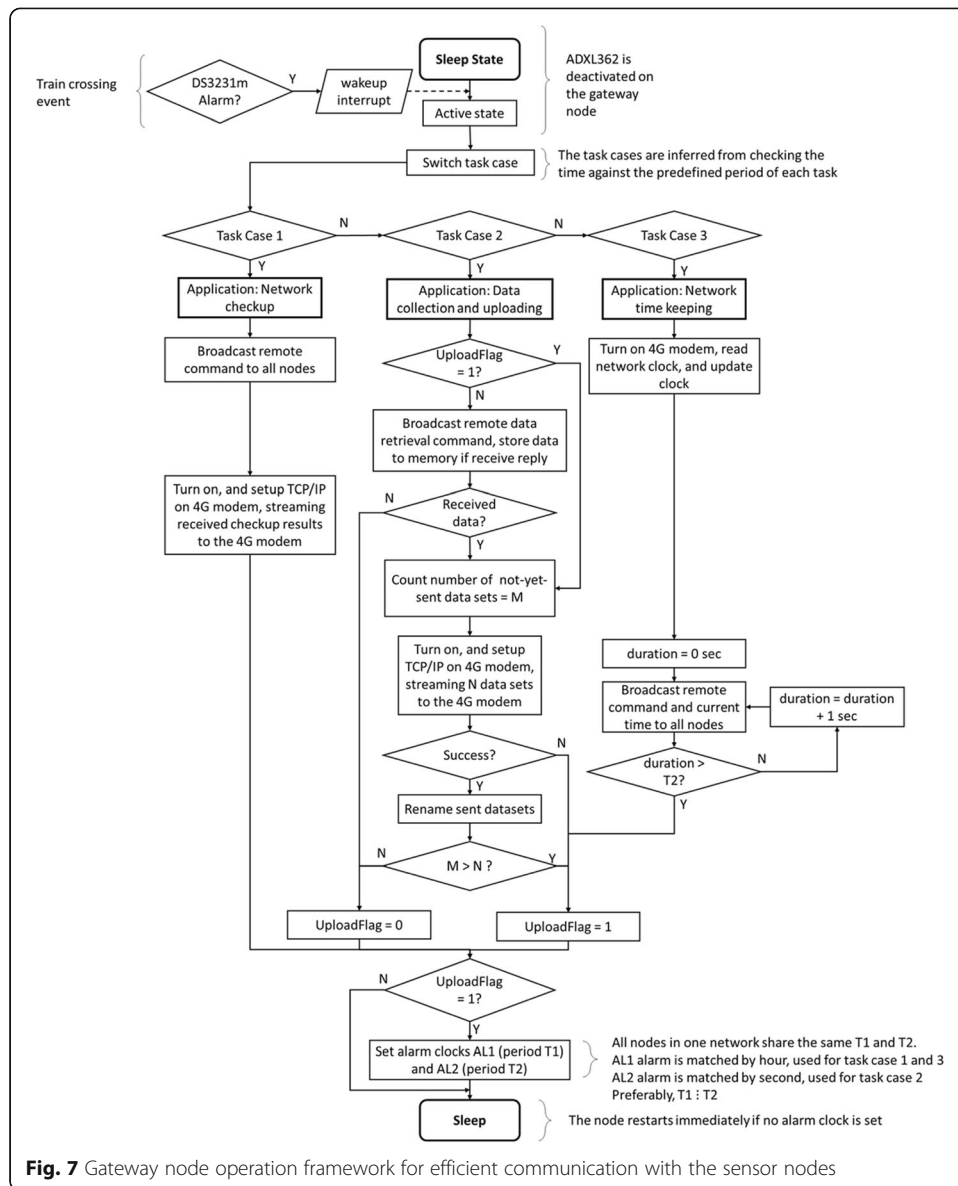 Sleep State
ADXL362 is
deactivated on
the gateway
node
Train crossing
event
DS3231m
Alarm?
Y
wakeup
interrupt
Active state
Switch task case
The task cases are inferred from checking the
time against the predefined period of each task
Task Case 1
N
Task Case 2
N
Task Case 3
Y
Y
Y
Application: Network
checkup
Application: Data
collection and uploading
Application: Network
time keeping
Broadcast remote
command to all nodes
UploadFlag
= 1?
Y
N
Turn on 4G modem, read
network clock, and update
clock
Broadcast remote data
retrieval command, store data
to memory if receive reply
Turn on, and setup TCP/IP
on 4G modem, streaming
received checkup results
to the 4G modem
N
Received
data?
Y
Count number of not-yet-
sent data sets = M
Turn on, and setup
TCP/IP on 4G modem,
streaming N data sets
to the 4G modem
duration = 0 sec
Broadcast remote
command and current
time to all nodes
duration = duration
+ 1 sec
Success?
N
Y
duration >
T2?
N
Y
Rename sent datasets
N
M > N ?
Y
UploadFlag = 0
UploadFlag = 1
N
UploadFlag
= 1?
Y
Set alarm clocks AL1 (period T1)
and AL2 (period T2)
All nodes in one network share the same T1 and T2.
AL1 alarm is matched by hour, used for task case 1 and 3
AL2 alarm is matched by second, used for task case 2
Preferably, T1 ⋮ T2
Sleep
The node restarts immediately if no alarm clock is set
Fig. 7 Gateway node operation framework for efficient communication with the sensor nodes